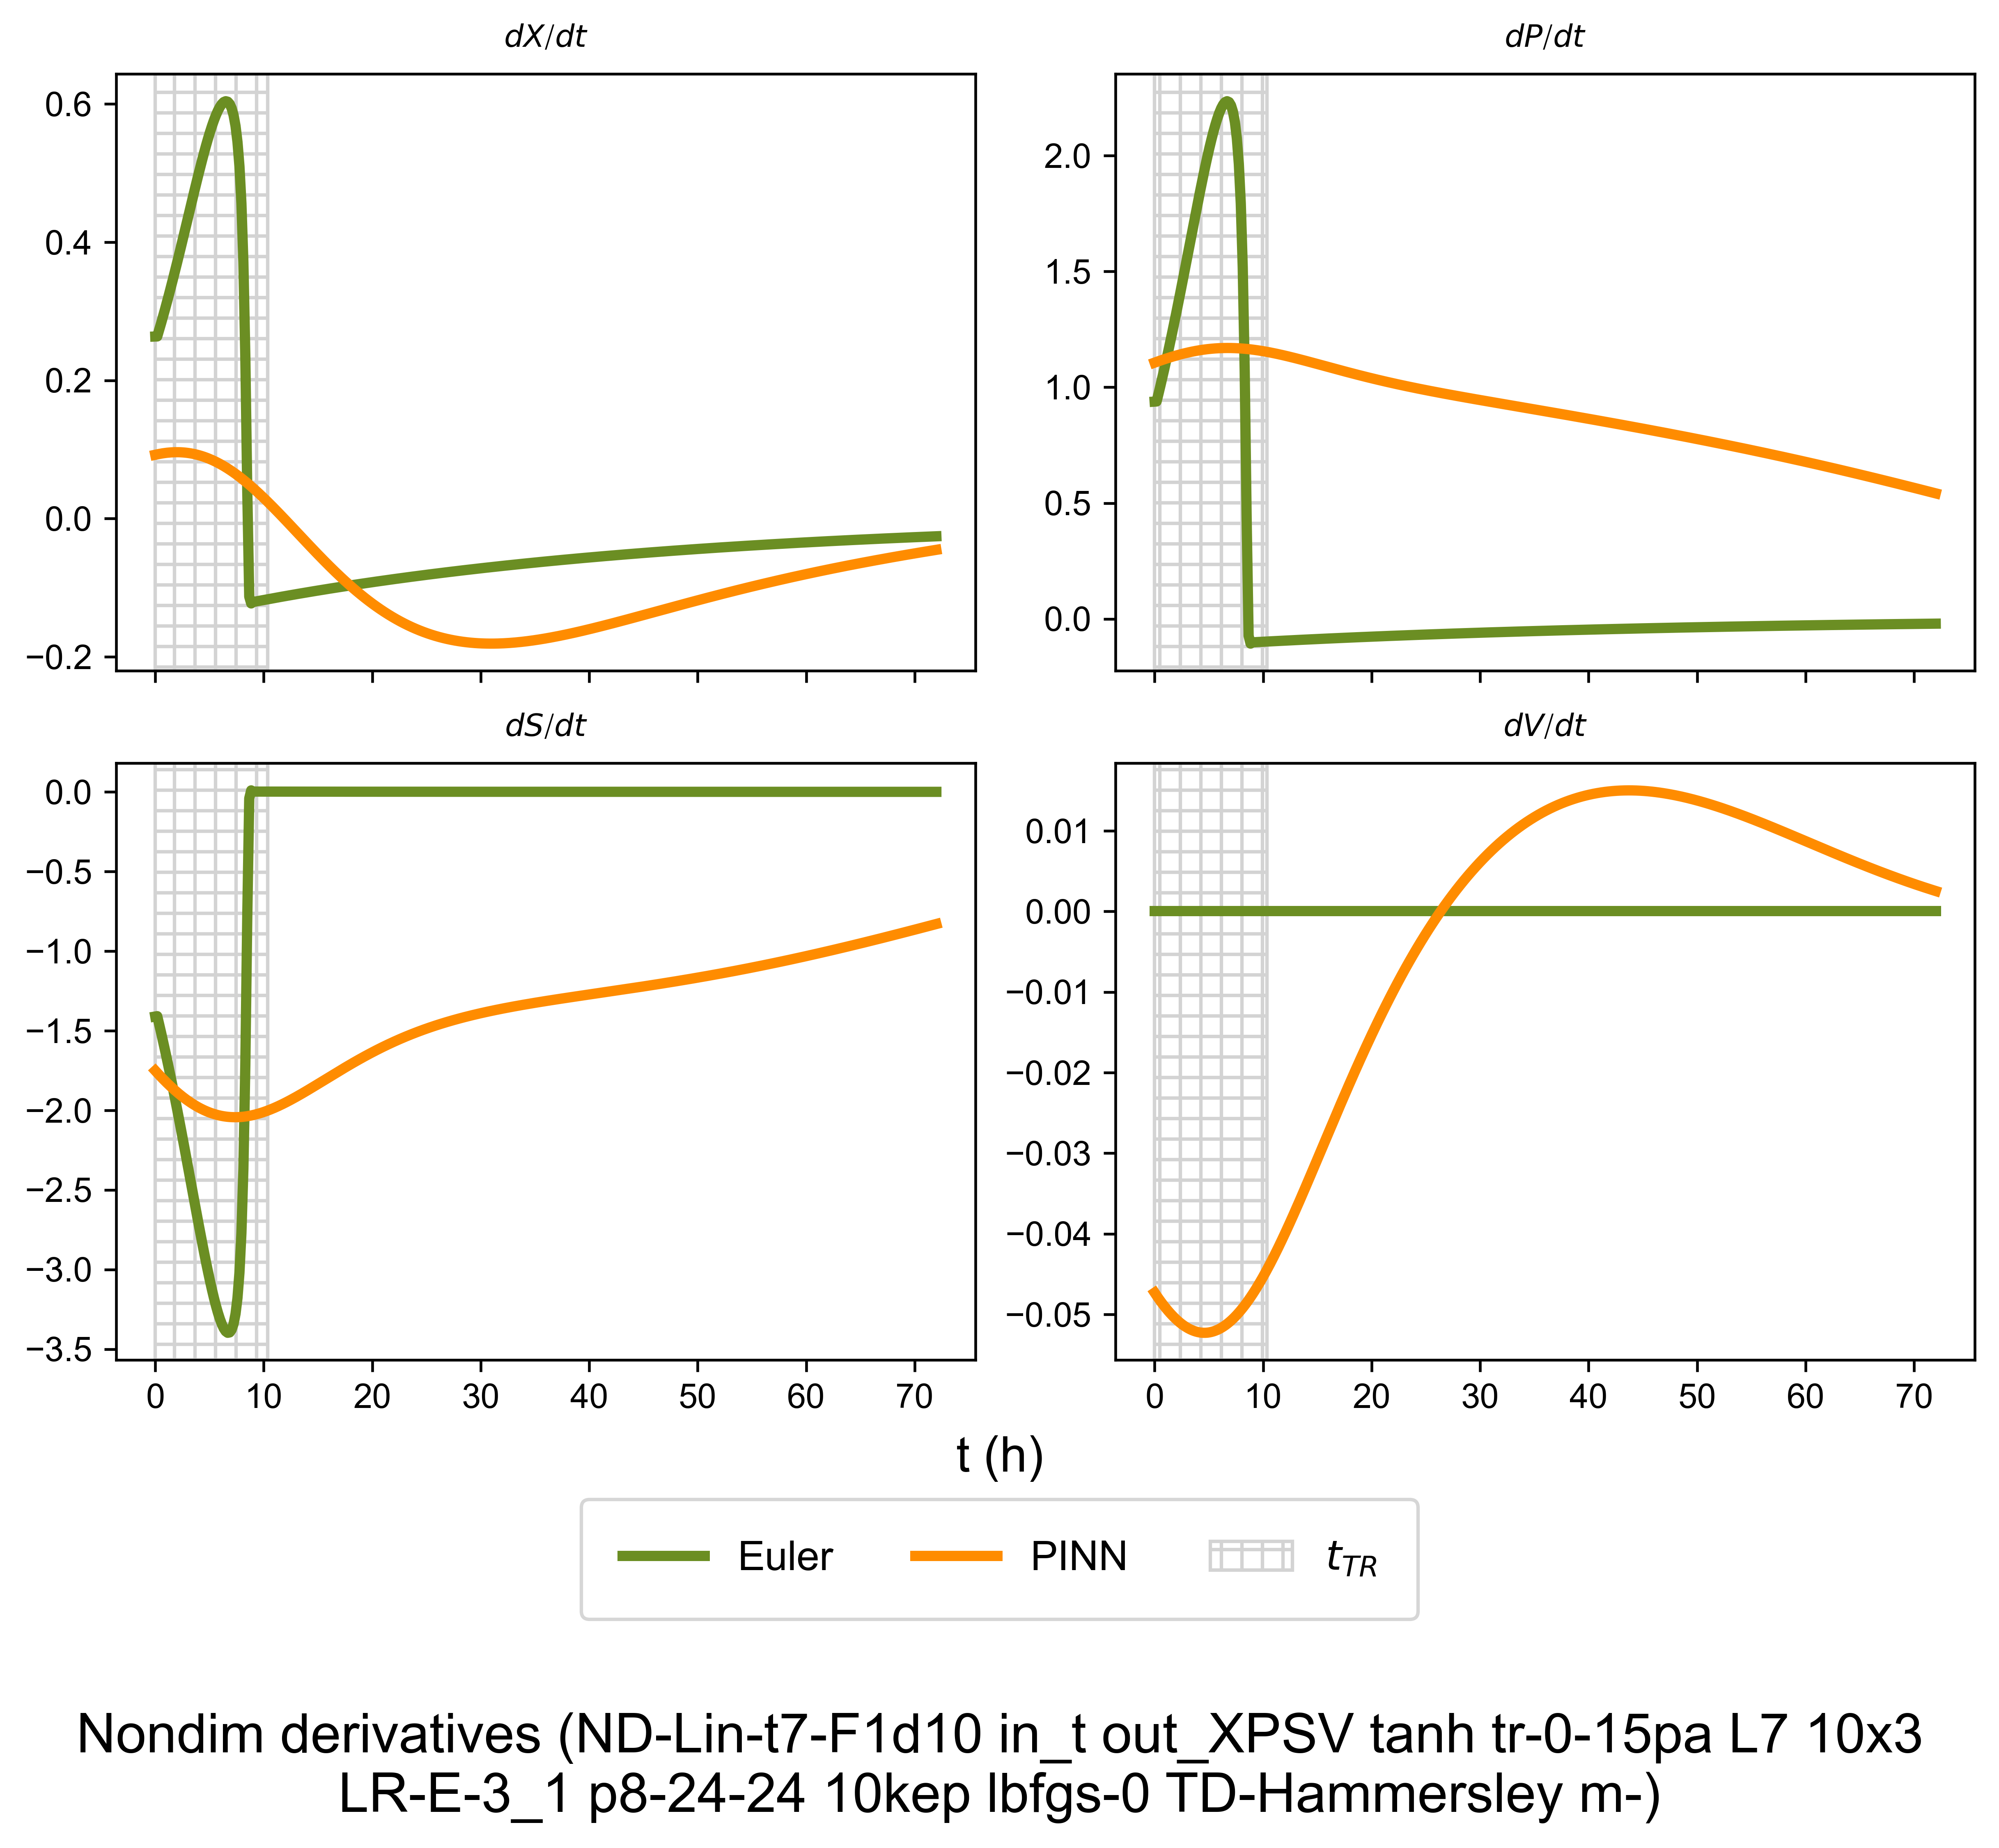 dX/dt
dP/dt
0.6
0.4
0.2
0.0
−0.2
2.0
1.5
1.0
0.5
0.0
dS/dt
dV/dt
0.0
−0.5
−1.0
−1.5
−2.0
−2.5
−3.0
−3.5
0.01
0.00
−0.01
−0.02
−0.03
−0.04
−0.05
0 10 20 30 40 50 60 70
0 10 20 30 40 50 60 70
t (h)
Euler PINN t_TR
Nondim derivatives (ND-Lin-t7-F1d10 in_t out_XPSV tanh tr-0-15pa L7 10x3
LR-E-3_1 p8-24-24 10kep lbfgs-0 TD-Hammersley m-)